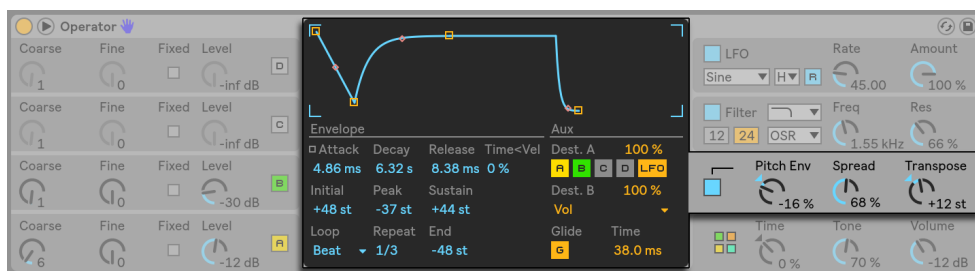 Operator
Coarse Fine Fixed Level
1 0 -inf dB D
Coarse Fine Fixed Level
1 0 -inf dB C
Coarse Fine Fixed Level
1 0 -30 dB B
Coarse Fine Fixed Level
6 0 -12 dB A
Envelope
Attack Decay Release Time<Vel
4.86 ms 6.32 s 8.38 ms 0 %
Initial Peak Sustain
+48 st -37 st +44 st
Loop Repeat End
Beat 1/3 -48 st
Aux
Dest. A 100 %
A B C D LFO
Dest. B 100 %
Vol
Glide Time
G 38.0 ms
LFO Rate Amount
Sine H R 45.00 100 %
Filter Freq Res
12 24 OSR 1.55 kHz 66 %
Pitch Env Spread Transpose
-16 % 68 % +12 st
Time Tone Volume
0 % 70 % -12 dB